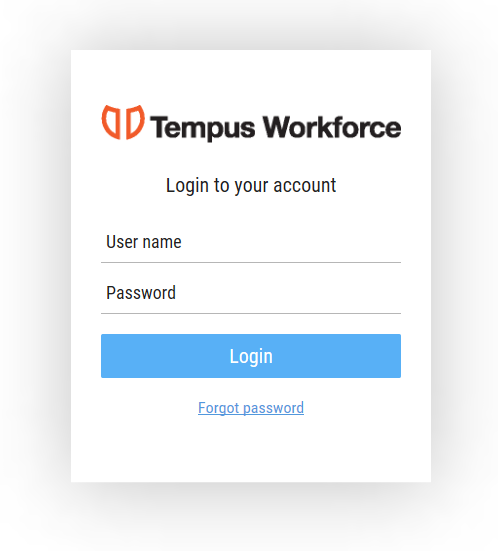 Tempus Workforce
Login to your account
User name
Password
Login
Forgot password